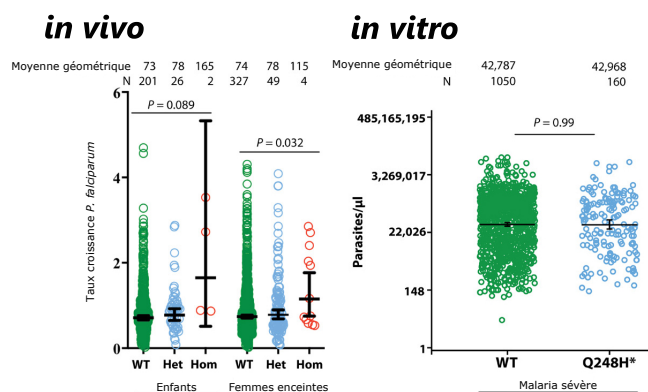 in vivo
in vitro
Moyenne géométrique 73 78 165 74 78 115
N 201 26 2 327 49 4
Moyenne géométrique 42,787 42,968
N 1050 160
Taux croissance P. falciparum
6
4
2
0
P = 0.089
P = 0.032
WT Het Hom WT Het Hom
Enfants Femmes enceintes
Parasites/µl
485,165,195
3,269,017
22,026
148
1
P = 0.99
WT Q248H*
Malaria sévère